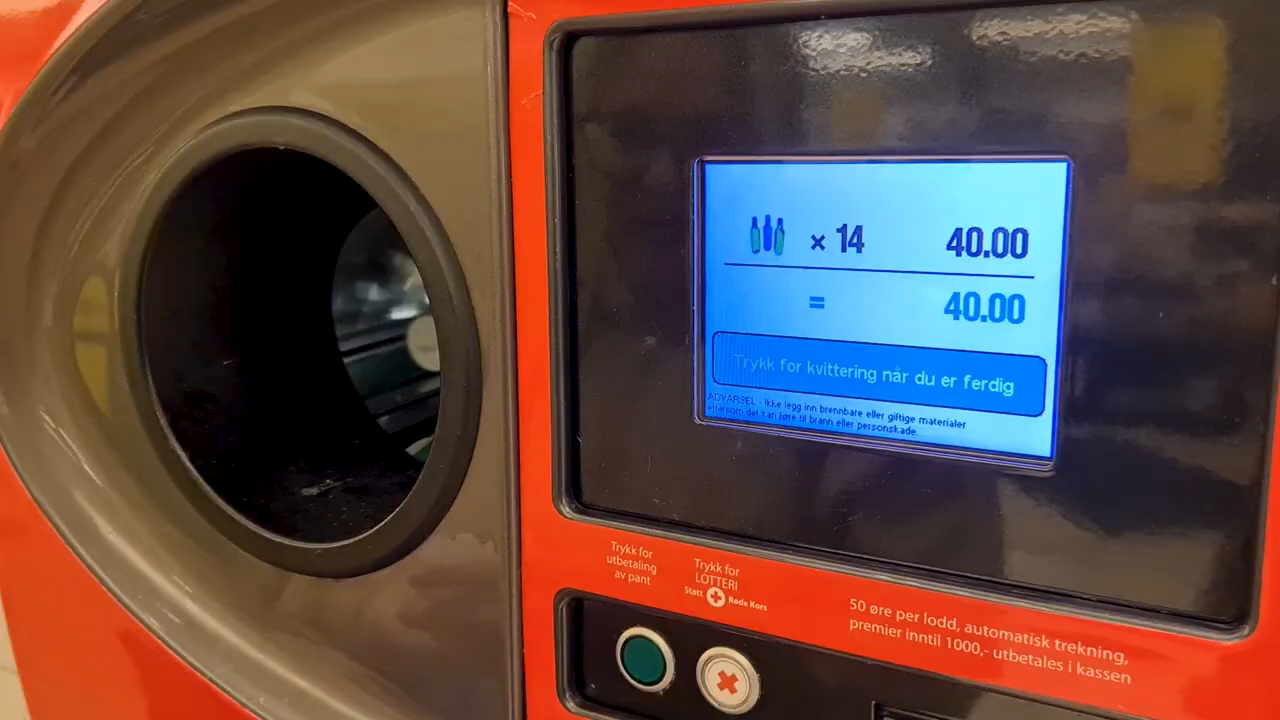 × 14 40.00
= 40.00
Trykk for kvittering når du er ferdig
ADVARSEL - Ikke legg inn brennbare eller giftige materialer
ettersom det kan føre til brann eller personskade.
Trykk for
utbetaling
av pant
Trykk for
LOTTERI
Støtt Røde Kors
50 øre per lodd, automatisk trekning,
premier inntil 1000,- utbetales i kassen